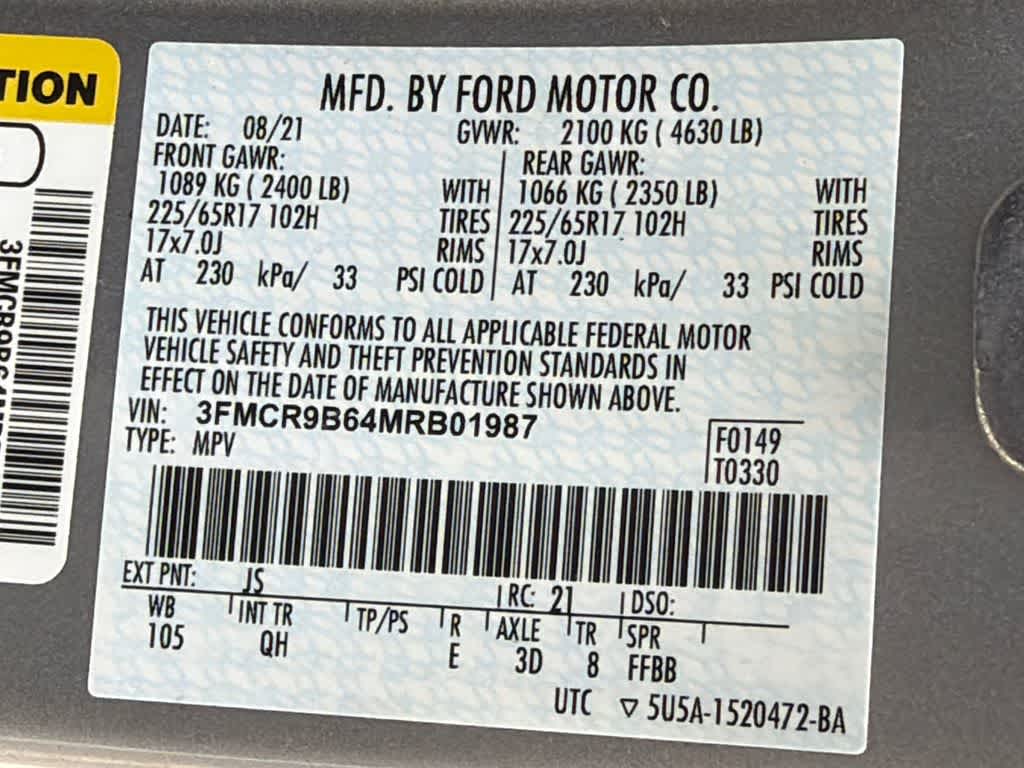 TION
MFD. BY FORD MOTOR CO.
DATE: 08/21 GVWR: 2100 KG ( 4630 LB)
FRONT GAWR: REAR GAWR:
1089 KG ( 2400 LB) WITH 1066 KG ( 2350 LB) WITH
225/65R17 102H TIRES 225/65R17 102H TIRES
17x7.0J RIMS 17x7.0J RIMS
AT 230 kPa/ 33 PSI COLD AT 230 kPa/ 33 PSI COLD
THIS VEHICLE CONFORMS TO ALL APPLICABLE FEDERAL MOTOR
VEHICLE SAFETY AND THEFT PREVENTION STANDARDS IN
EFFECT ON THE DATE OF MANUFACTURE SHOWN ABOVE.
VIN: 3FMCR9B64MRB01987
TYPE: MPV
F0149
T0330
EXT PNT: JS RC: 21 DSO:
WB INT TR TP/PS R AXLE TR SPR
105 QH E 3D 8 FFBB
UTC ▽ 5U5A-1520472-BA